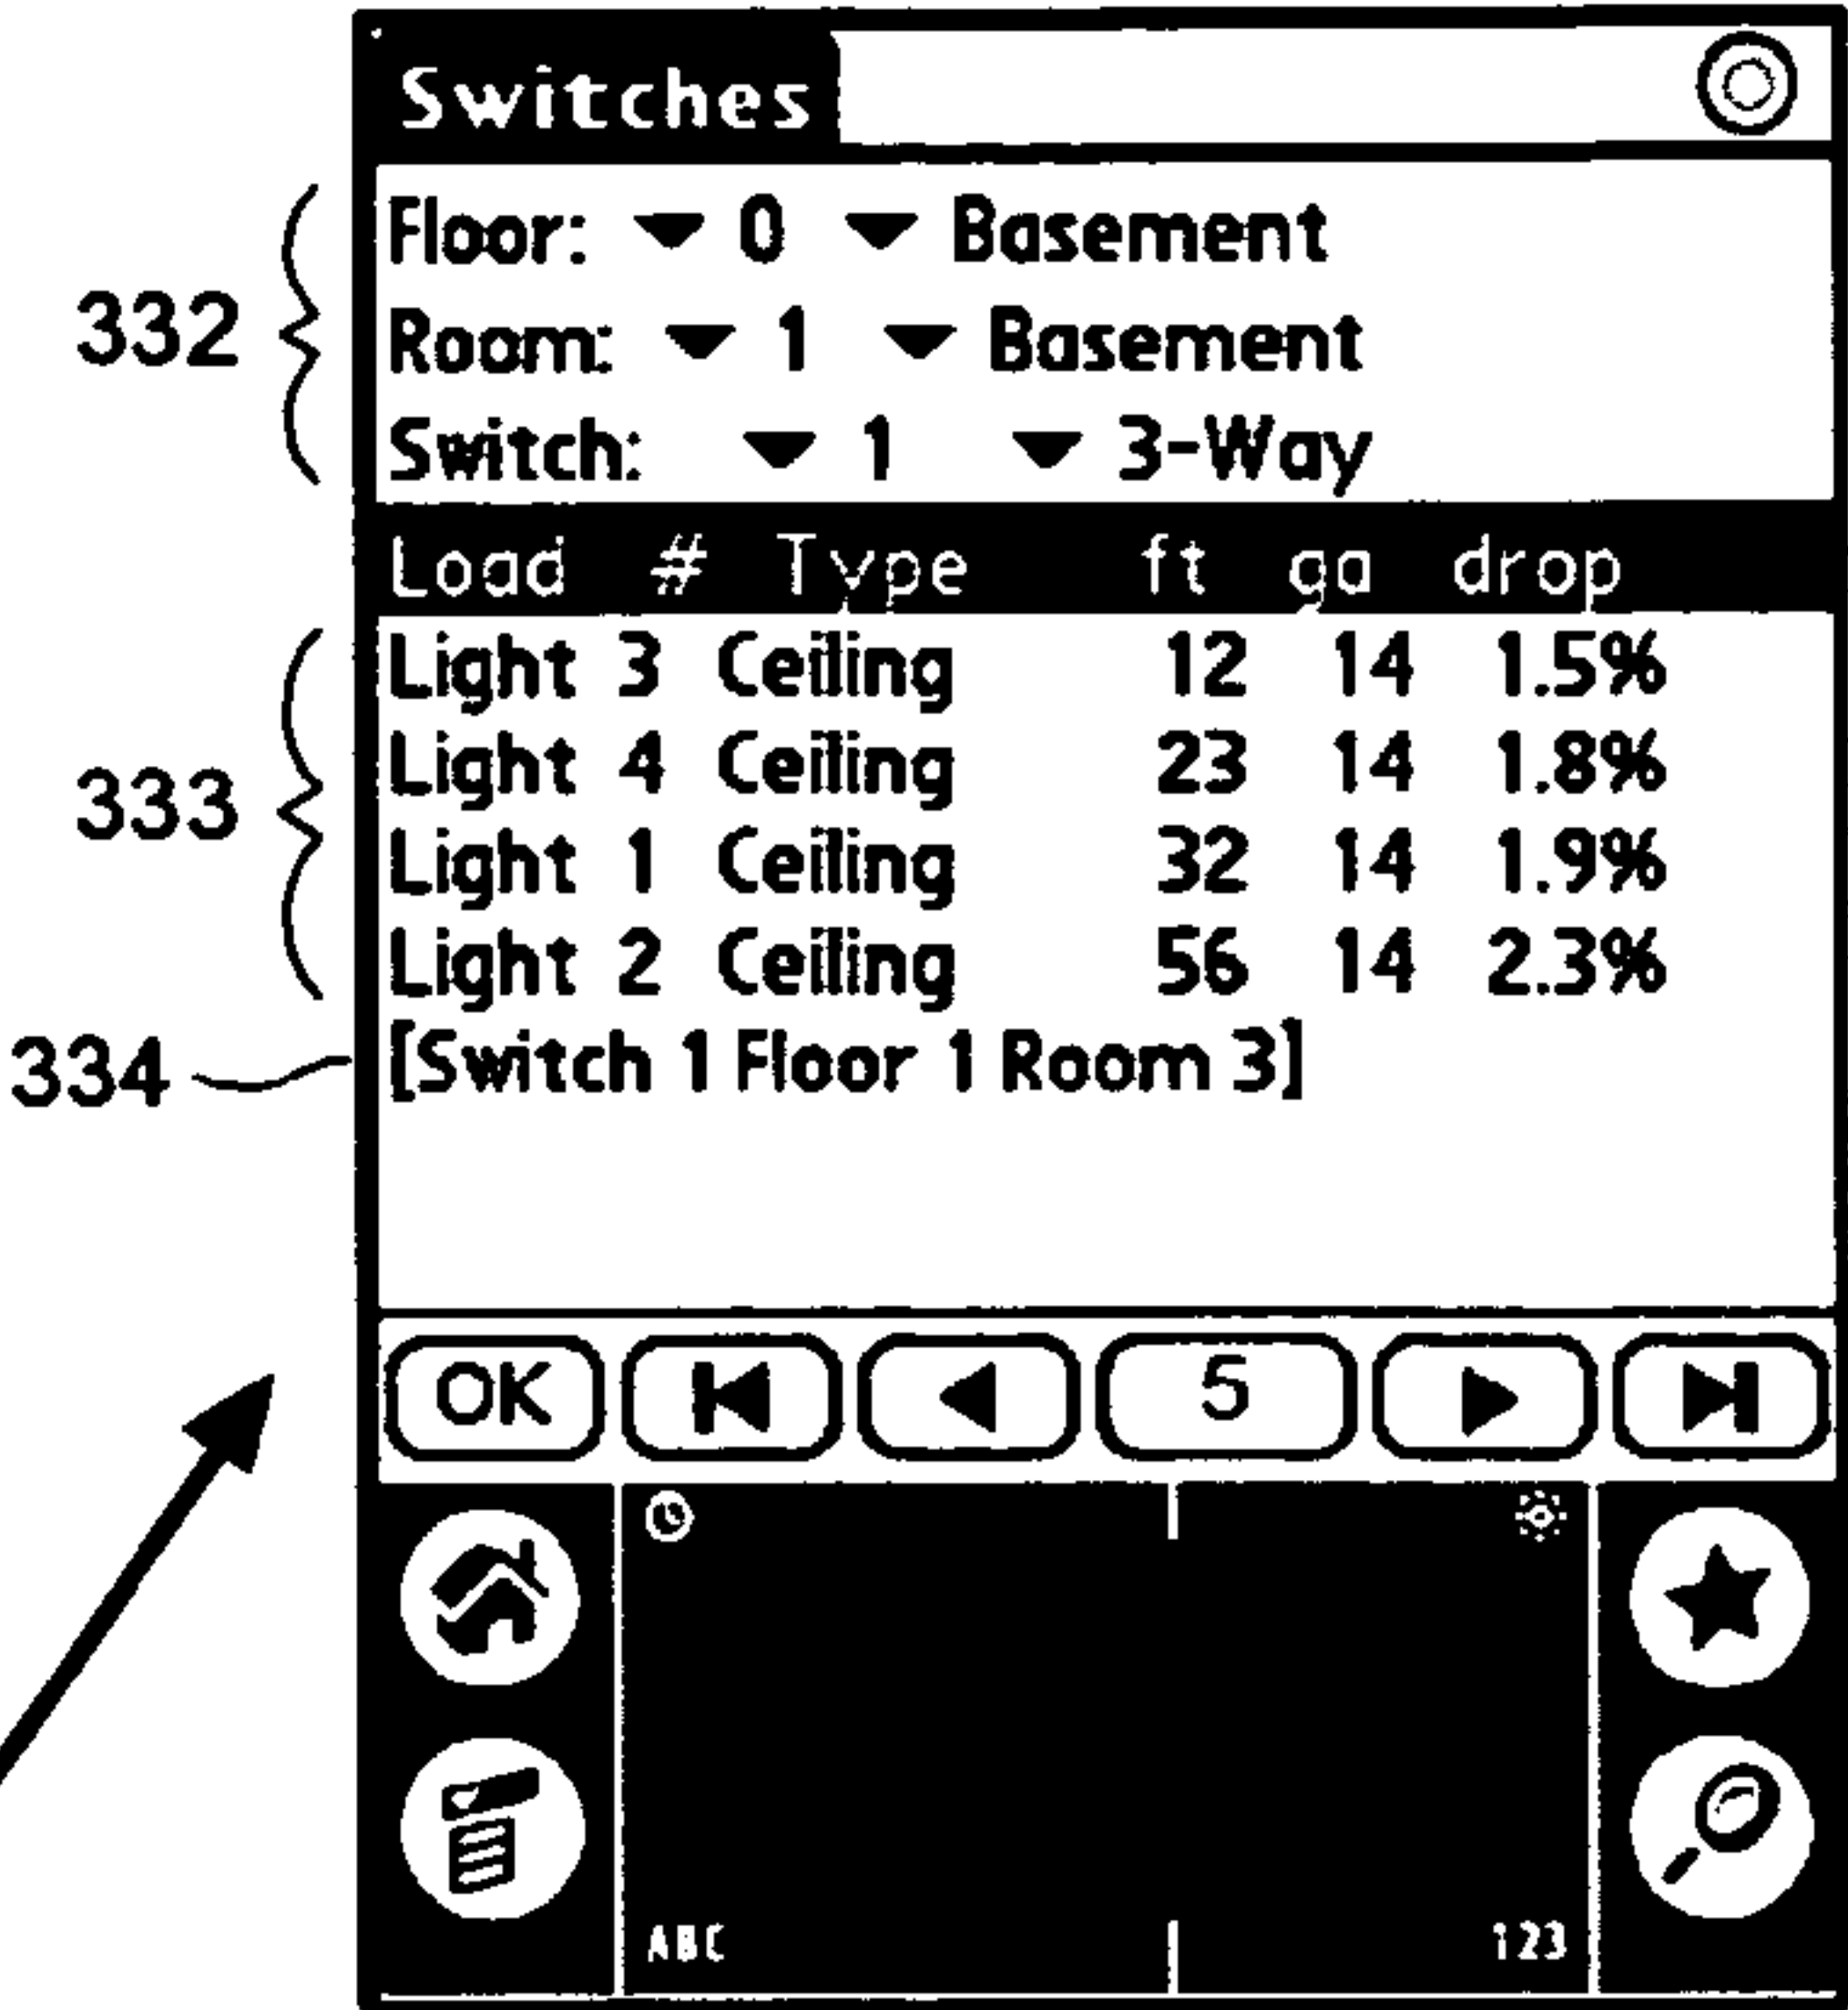 Switches
Floor: 0 Basement
332
Room: 1 Basement
Switch: 1 3-Way
Load # Type ft ga drop
Light 3 Ceiling 12 14 1.5%
Light 4 Ceiling 23 14 1.8%
333
Light 1 Ceiling 32 14 1.9%
Light 2 Ceiling 56 14 2.3%
334 [Switch 1 Floor 1 Room 3]
OK 5
ABC 123